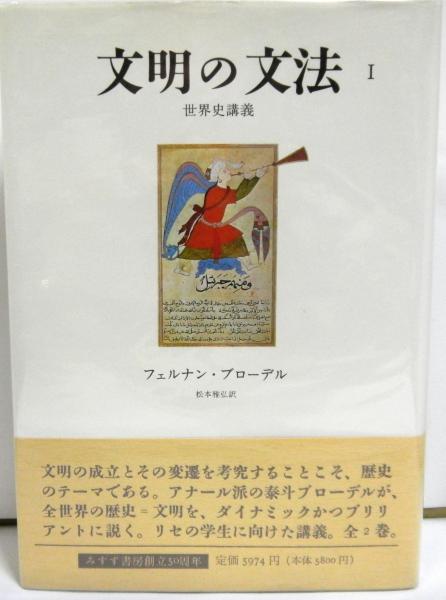 文明の文法 I
世界史講義
フェルナン・ブローデル
松本雅弘訳
文明の成立とその変遷を考究することこそ、歴史
のテーマである。アナール派の泰斗ブローデルが、
全世界の歴史=文明を、ダイナミックかつブリリ
アントに説く。リセの学生に向けた講義。全2巻。
みすず書房創立50周年 定価 5974 円(本体 5800 円)